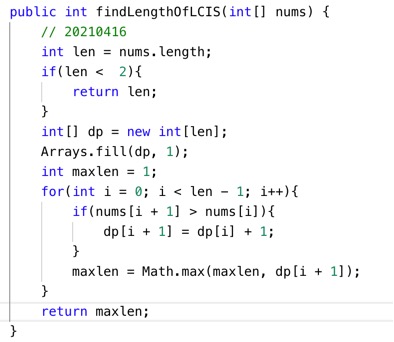 public int findLengthOfLCIS(int[] nums) {
    // 20210416
    int len = nums.length;
    if(len <  2){
        return len;
    }
    int[] dp = new int[len];
    Arrays.fill(dp, 1);
    int maxlen = 1;
    for(int i = 0; i < len - 1; i++){
        if(nums[i + 1] > nums[i]){
            dp[i + 1] = dp[i] + 1;
        }
        maxlen = Math.max(maxlen, dp[i + 1]);
    }
    return maxlen;
}